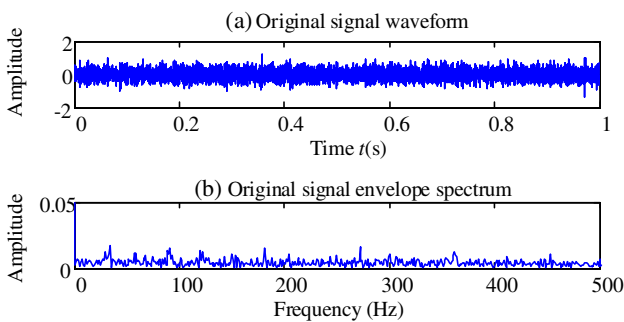 (a) Original signal waveform
Amplitude
2
0
-2
0 0.2 0.4 0.6 0.8 1
Time t(s)
(b) Original signal envelope spectrum
Amplitude
0.05
0
0 100 200 300 400 500
Frequency (Hz)